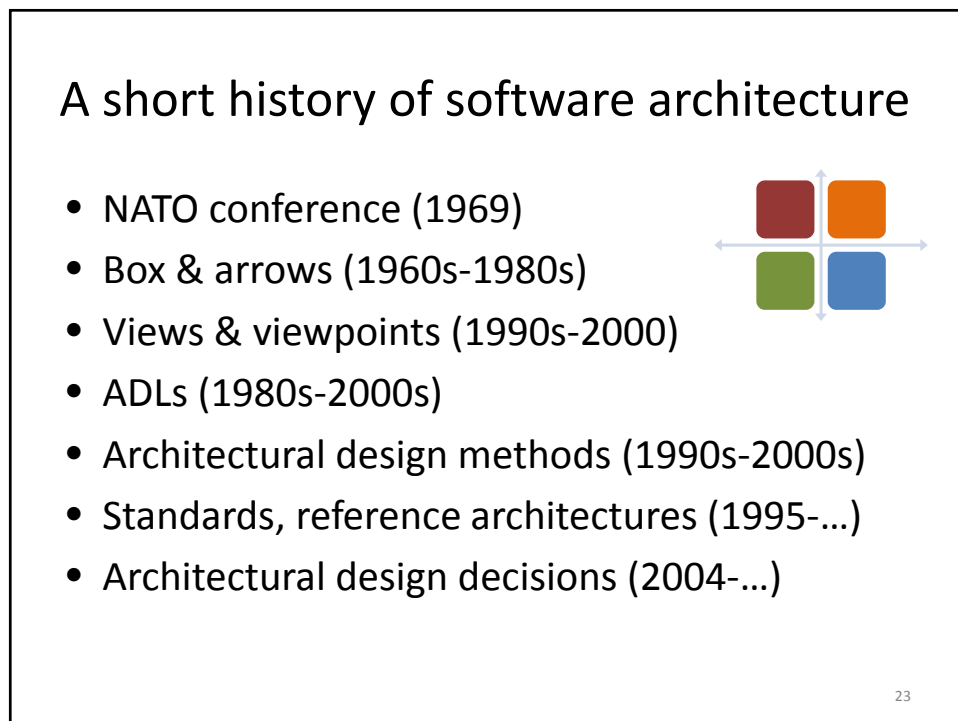 A short history of software architecture
• NATO conference (1969)
• Box & arrows (1960s-1980s)
• Views & viewpoints (1990s-2000)
• ADLs (1980s-2000s)
• Architectural design methods (1990s-2000s)
• Standards, reference architectures (1995-…)
• Architectural design decisions (2004-…)
23